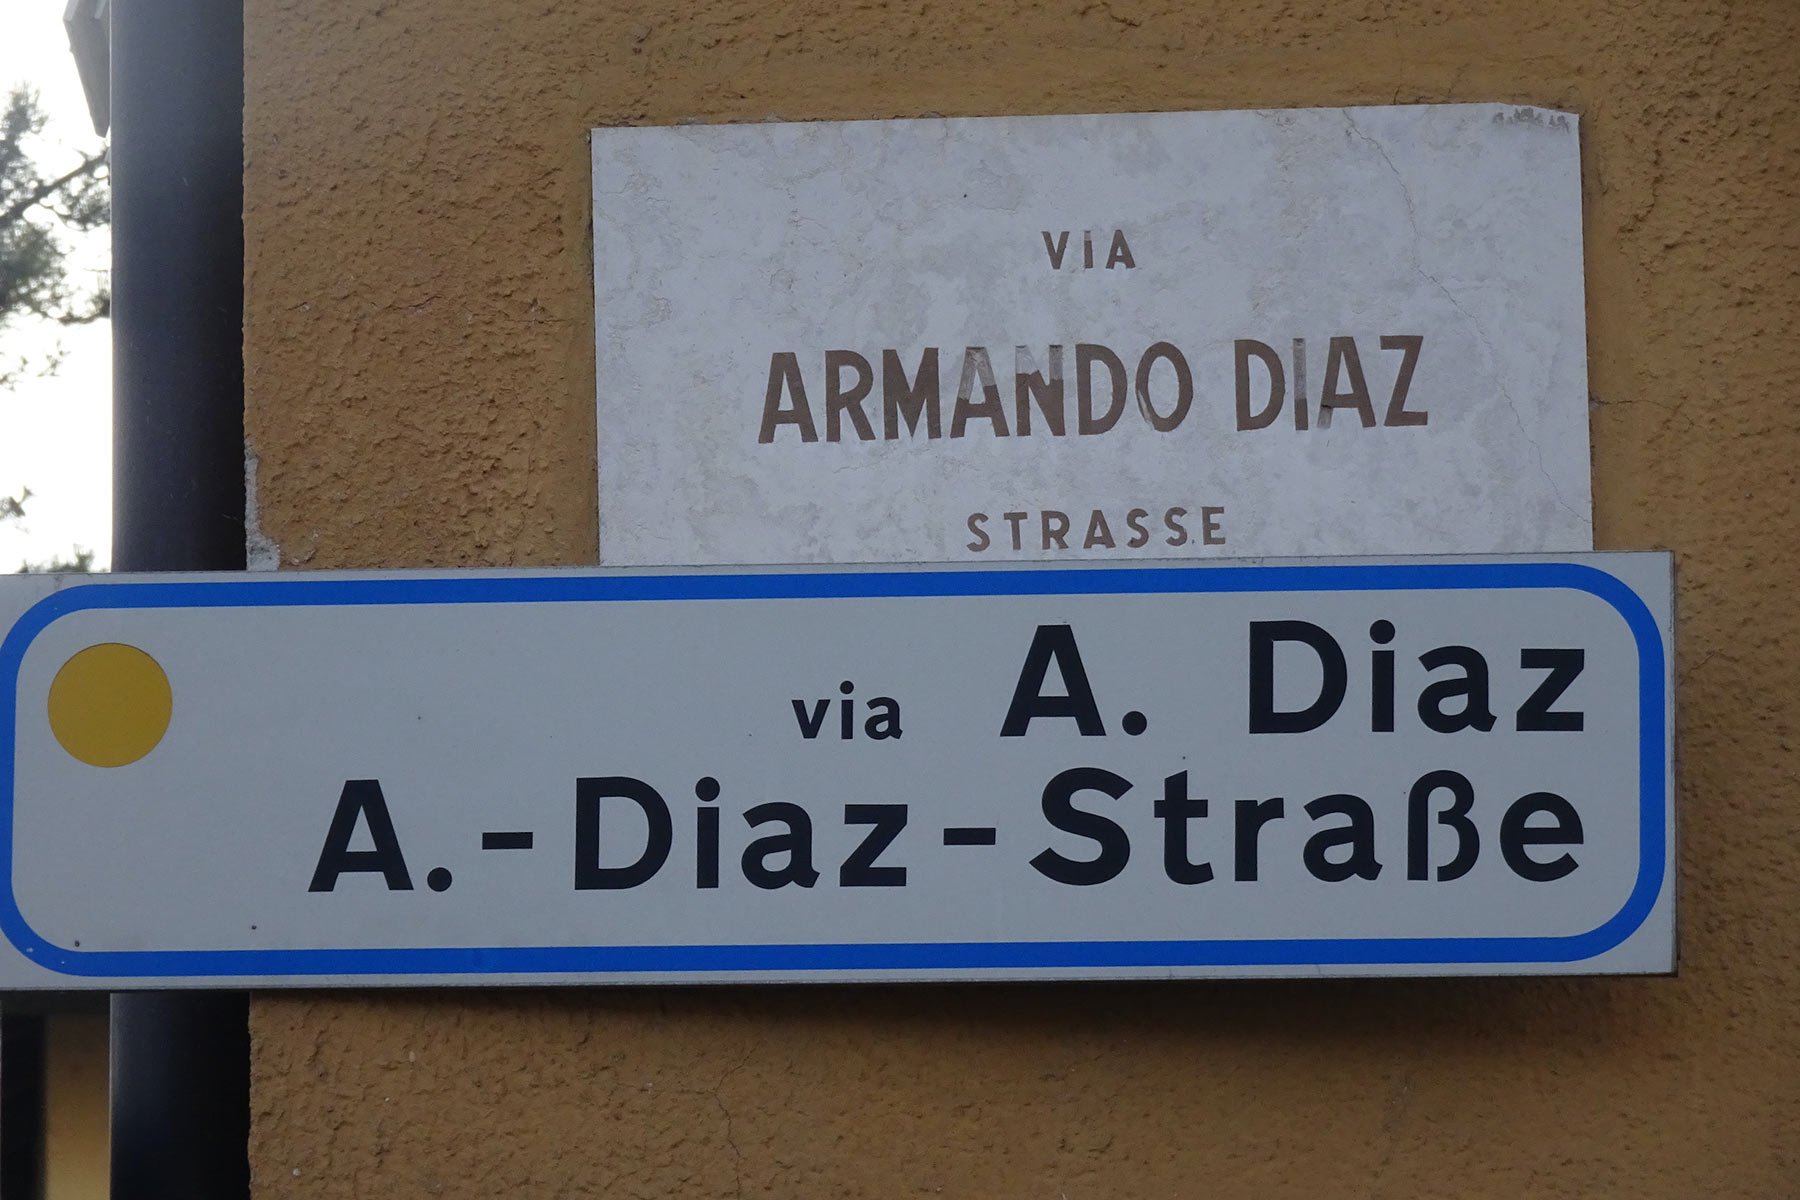 VIA
ARMANDO DIAZ
STRASSE
via A. Diaz
A.-Diaz-Straße